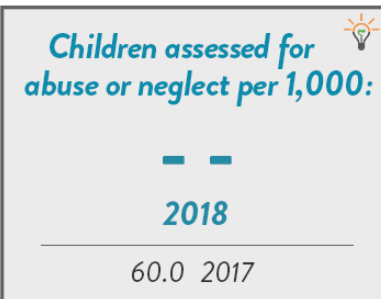 Children assessed for
abuse or neglect per 1,000:
- -
2018
60.0 2017